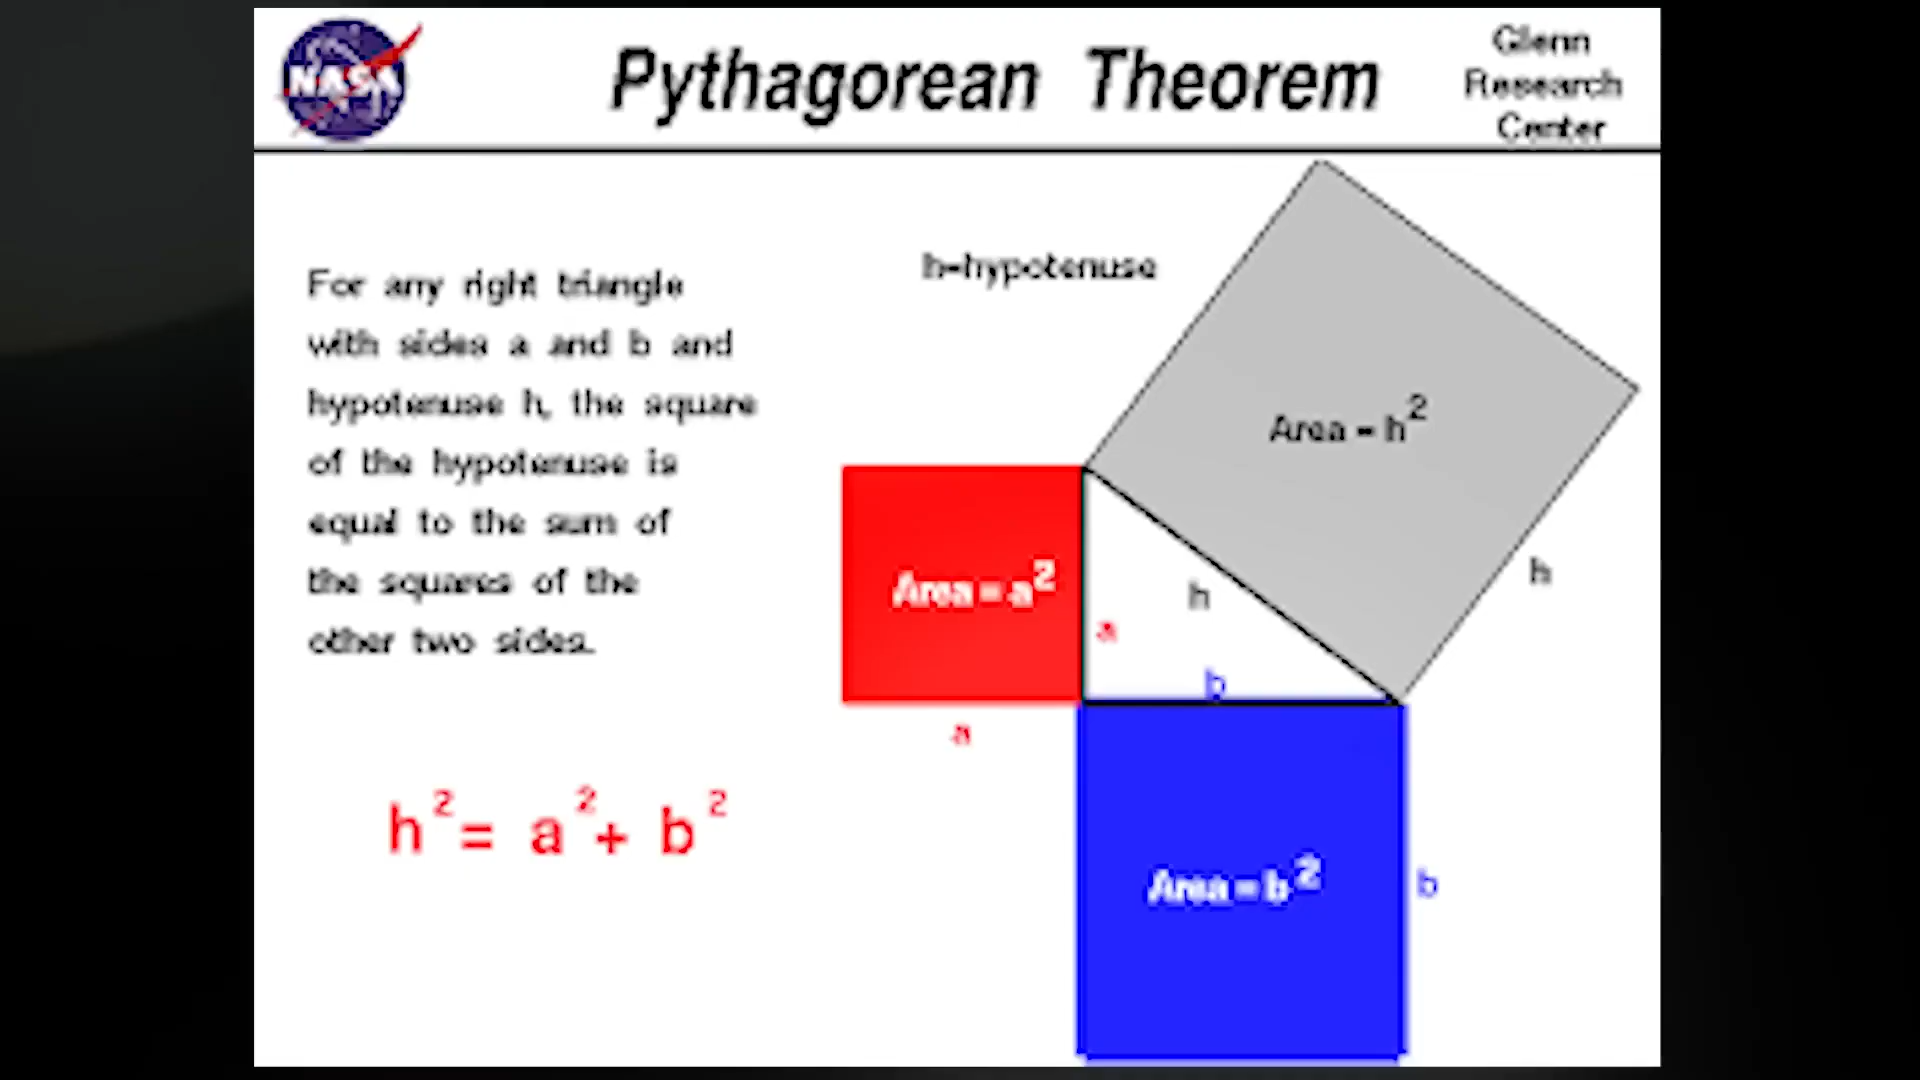 NASA
Pythagorean Theorem
Glenn
Research
Center
For any right triangle
with sides a and b and
hypotenuse h, the square
of the hypotenuse is
equal to the sum of
the squares of the
other two sides.
h² = a² + b²
h=hypotenuse
Area = h²
h
Area = a²
h
a
b
a
Area = b²
b